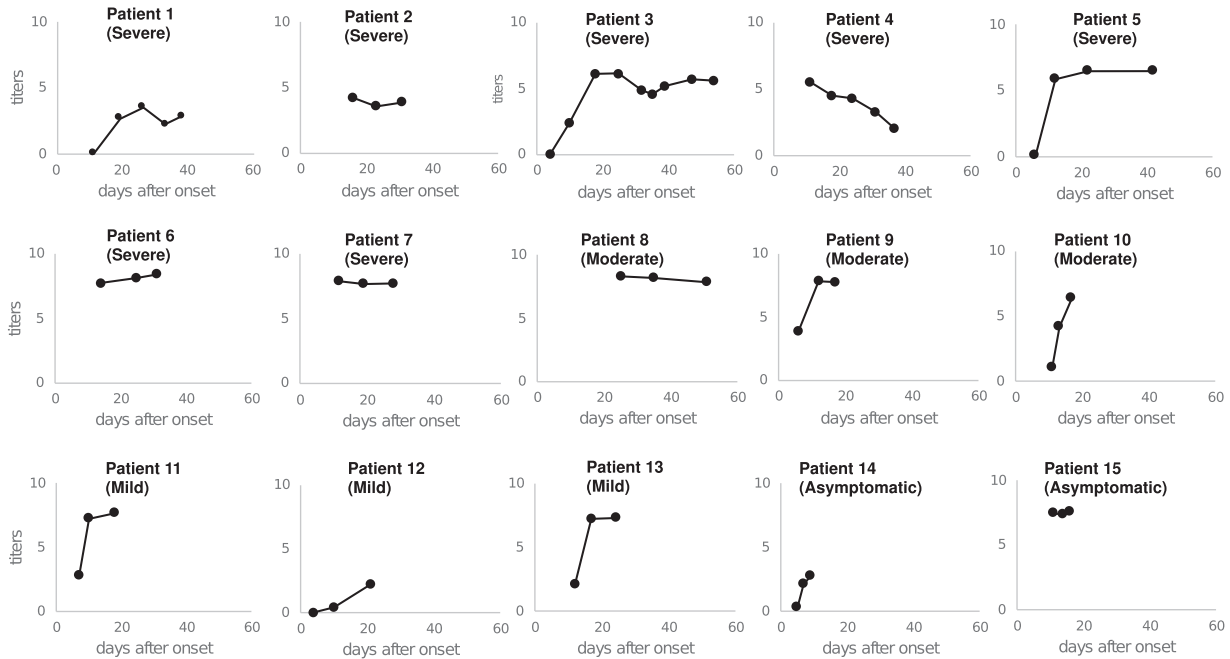 Patient 1
(Severe)
10
5
0
titers
0 20 40 60
days after onset
Patient 2
(Severe)
10
5
0
0 20 40 60
days after onset
Patient 3
(Severe)
10
5
0
titers
0 20 40 60
days after onset
Patient 4
(Severe)
10
5
0
0 20 40 60
days after onset
Patient 5
(Severe)
10
5
0
0 20 40 60
days after onset
Patient 6
(Severe)
10
5
0
titers
0 20 40 60
days after onset
Patient 7
(Severe)
10
5
0
0 20 40 60
days after onset
Patient 8
(Moderate)
10
5
0
0 20 40 60
days after onset
Patient 9
(Moderate)
10
5
0
0 20 40 60
days after onset
Patient 10
(Moderate)
10
5
0
0 20 40 60
days after onset
Patient 11
(Mild)
10
5
0
titers
0 20 40 60
days after onset
Patient 12
(Mild)
10
5
0
0 20 40 60
days after onset
Patient 13
(Mild)
10
5
0
0 20 40 60
days after onset
Patient 14
(Asymptomatic)
10
5
0
0 20 40 60
days after onset
Patient 15
(Asymptomatic)
10
5
0
0 20 40 60
days after onset